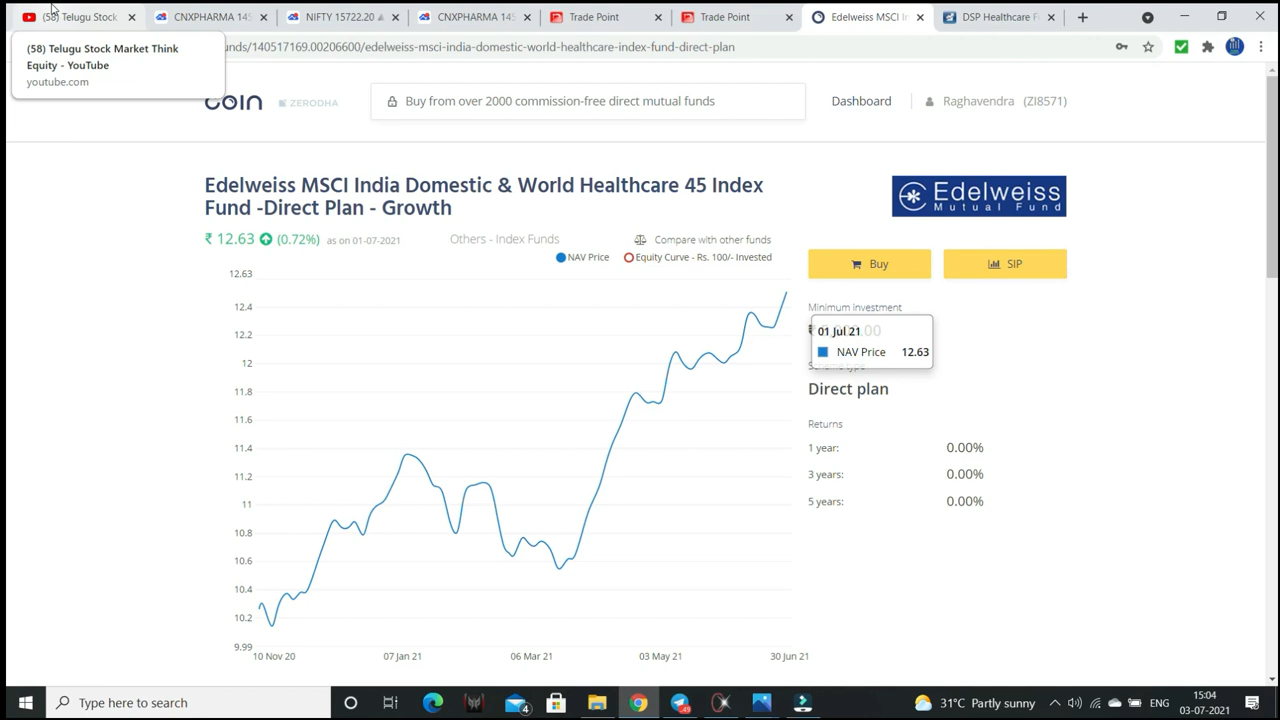 (58) Telugu Stock
CNXPHARMA 145
NIFTY 15722.20
CNXPHARMA 145
Trade Point
Trade Point
Edelweiss MSCI In
DSP Healthcare F
(58) Telugu Stock Market Think
Equity - YouTube
youtube.com
unds/140517169.00206600/edelweiss-msci-india-domestic-world-healthcare-index-fund-direct-plan
coin
ZERODHA
Buy from over 2000 commission-free direct mutual funds
Dashboard
Raghavendra (ZI8571)
Edelweiss MSCI India Domestic & World Healthcare 45 Index
Fund -Direct Plan - Growth
Edelweiss
Mutual Fund
₹ 12.63 (0.72%) as on 01-07-2021
Others - Index Funds
Compare with other funds
NAV Price
Equity Curve - Rs. 100/- Invested
Buy
SIP
12.63
12.4
12.2
12
11.8
11.6
11.4
11.2
11
10.8
10.6
10.4
10.2
9.99
10 Nov 20
07 Jan 21
06 Mar 21
03 May 21
30 Jun 21
Minimum Investment
01 Jul 21
NAV Price 12.63
Direct plan
Returns
1 year: 0.00%
3 years: 0.00%
5 years: 0.00%
Type here to search
4
49
31°C Partly sunny
ENG
15:04
03-07-2021